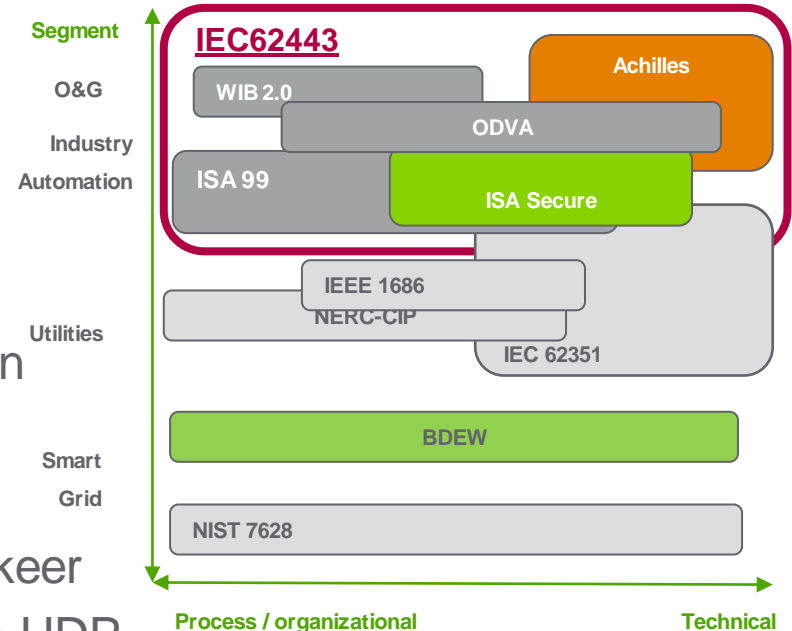 Segment
IEC62443
Achilles
O&G
WIB 2.0
ODVA
Industry
Automation
ISA 99
ISA Secure
IEEE 1686
NERC-CIP
Utilities
IEC 62351
n
BDEW
Smart
Grid
NIST 7628
keer
UDP
Process / organizational
Technical